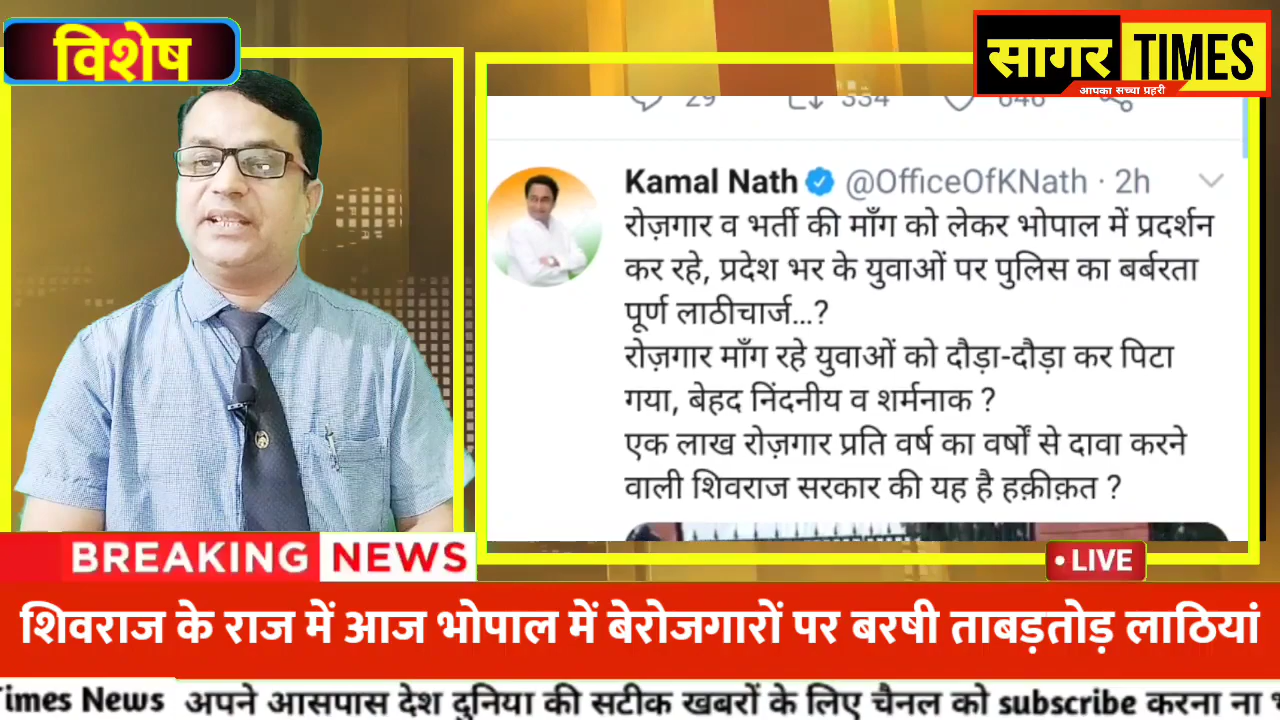 विशेष
सागर TIMES
आपका सच्चा प्रहरी
29 334 646
Kamal Nath @OfficeOfKNath · 2h
रोज़गार व भर्ती की माँग को लेकर भोपाल में प्रदर्शन
कर रहे, प्रदेश भर के युवाओं पर पुलिस का बर्बरता
पूर्ण लाठीचार्ज...?
रोज़गार माँग रहे युवाओं को दौड़ा-दौड़ा कर पिटा
गया, बेहद निंदनीय व शर्मनाक ?
एक लाख रोज़गार प्रति वर्ष का वर्षों से दावा करने
वाली शिवराज सरकार की यह है हक़ीक़त ?
BREAKING NEWS
• LIVE
शिवराज के राज में आज भोपाल में बेरोजगारों पर बरषी ताबड़तोड़ लाठियां
Times News अपने आसपास देश दुनिया की सटीक खबरों के लिए चैनल को subscribe करना ना